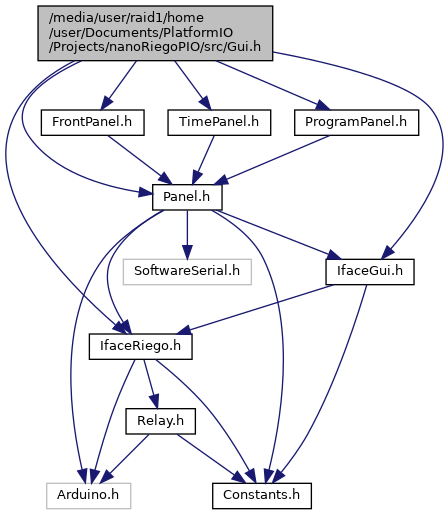 /media/user/raid1/home
/user/Documents/PlatformIO
/Projects/nanoRiegoPIO/src/Gui.h
FrontPanel.h
TimePanel.h
ProgramPanel.h
Panel.h
SoftwareSerial.h
IfaceGui.h
IfaceRiego.h
Relay.h
Arduino.h
Constants.h